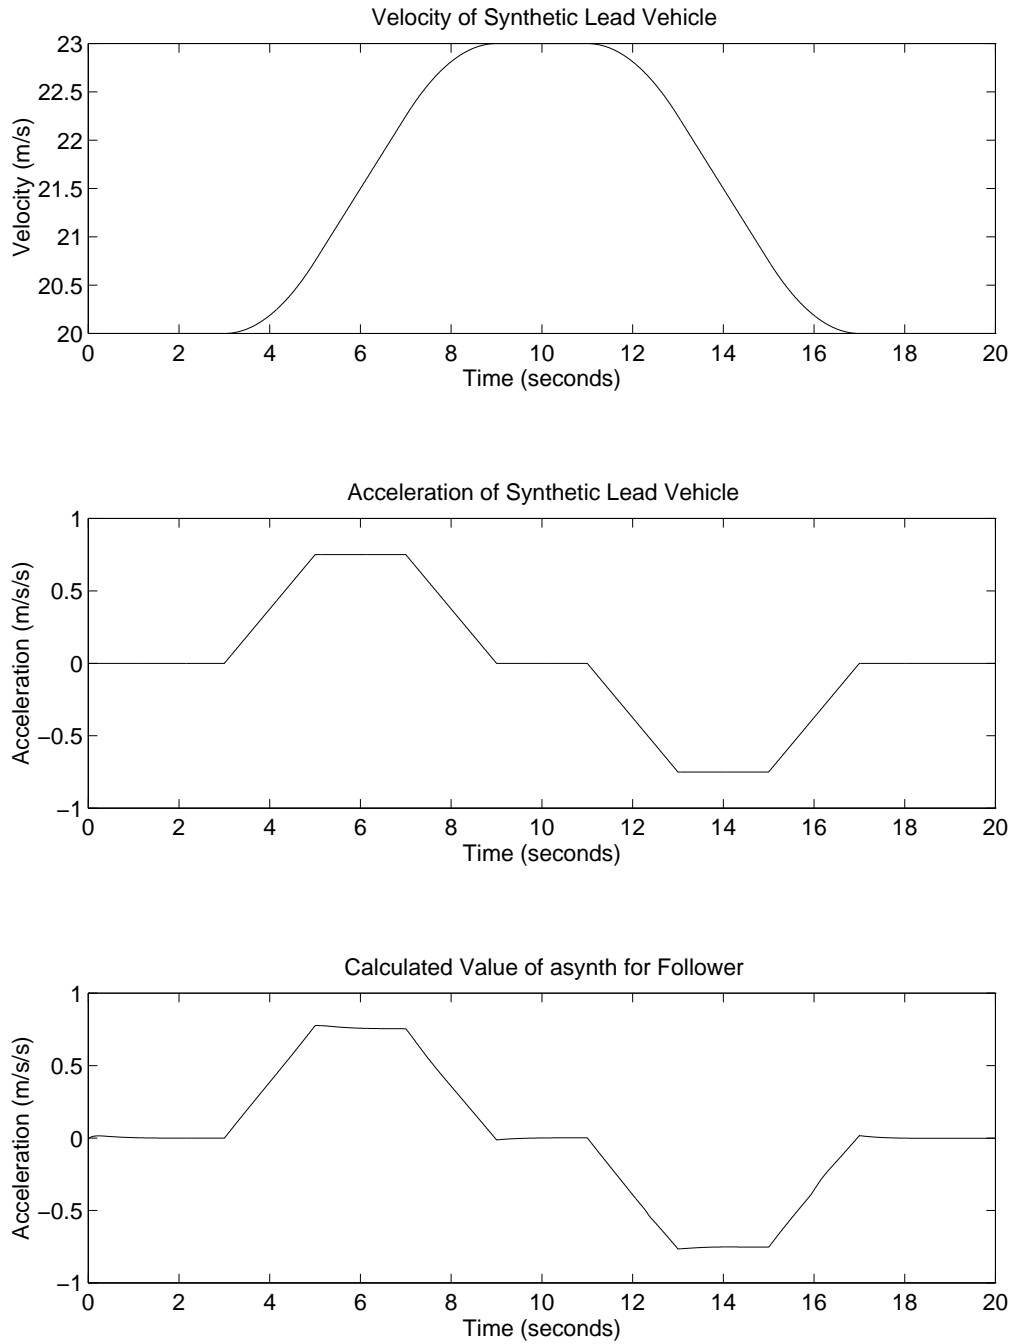 Velocity of Synthetic Lead Vehicle
23
22.5
22
21.5
21
20.5
20
Velocity (m/s)
0 2 4 6 8 10 12 14 16 18 20
Time (seconds)
Acceleration of Synthetic Lead Vehicle
1
0.5
0
−0.5
−1
Acceleration (m/s/s)
0 2 4 6 8 10 12 14 16 18 20
Time (seconds)
Calculated Value of asynth for Follower
1
0.5
0
−0.5
−1
Acceleration (m/s/s)
0 2 4 6 8 10 12 14 16 18 20
Time (seconds)